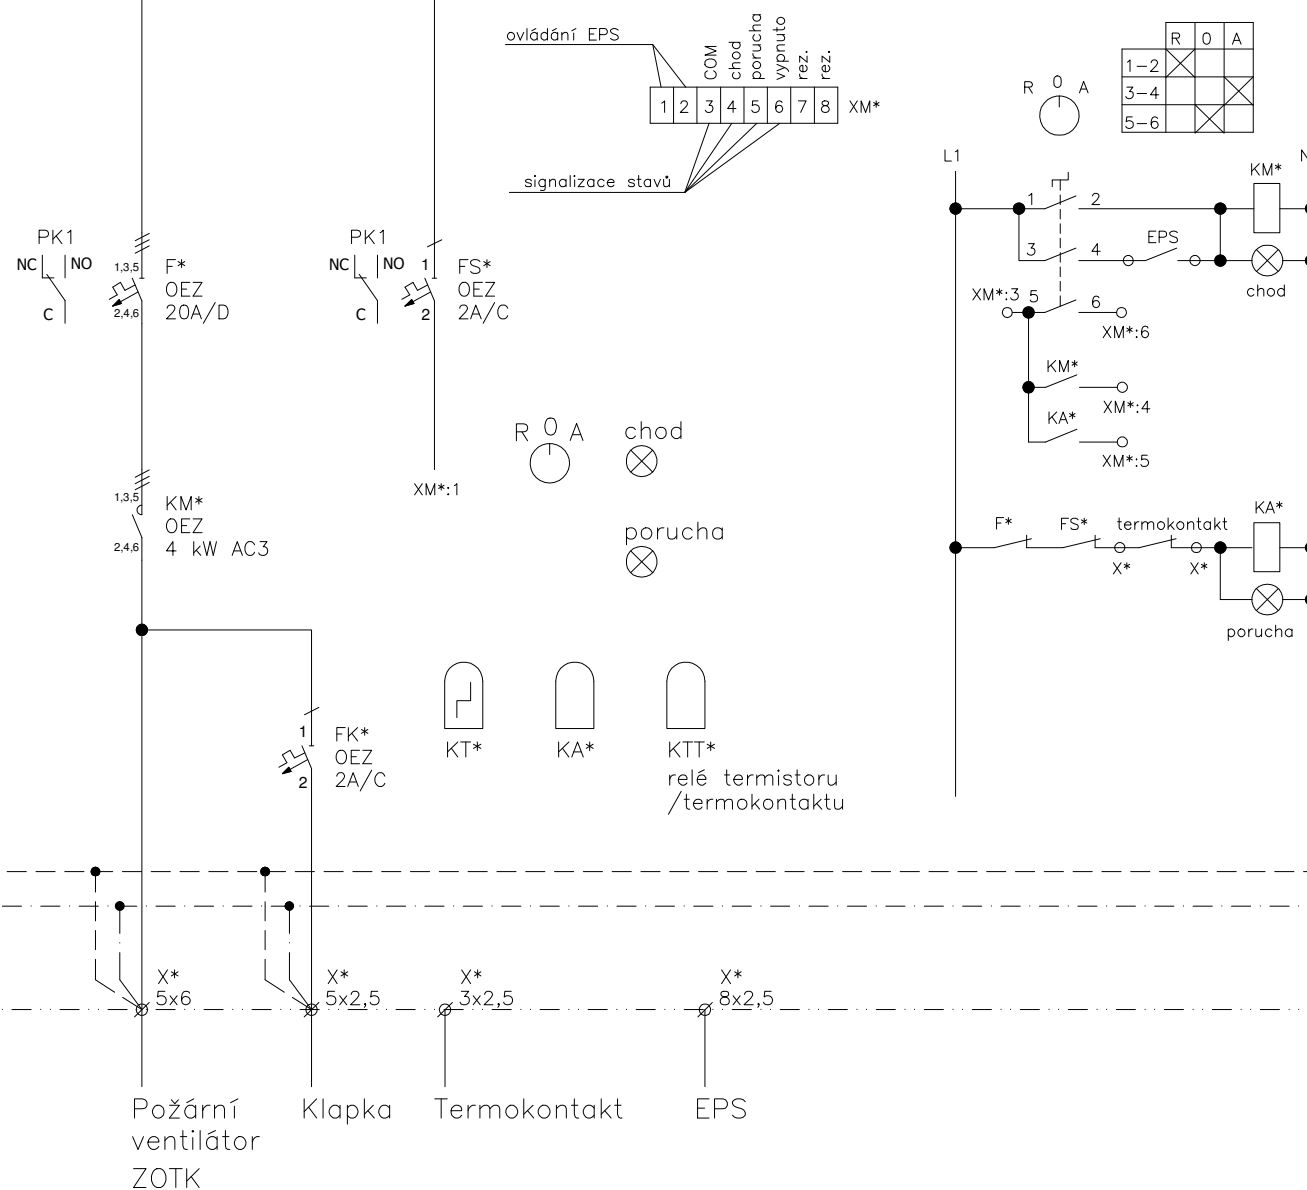 ovládání EPS
COM
chod
porucha
vypnuto
rez.
rez.
1 2 3 4 5 6 7 8 XM*
signalizace stavů
R 0 A
1-2
3-4
5-6
R 0 A
L1
N
KM*
1 2
3 4
EPS
chod
XM*:3 5 6
XM*:6
KM*
XM*:4
KA*
XM*:5
F* FS* termokontakt
X* X*
KA*
porucha
PK1
NC NO
C
1,3,5
2,4,6
F*
OEZ
20A/D
PK1
NC NO
C
1
2
FS*
OEZ
2A/C
XM*:1
R 0 A
chod
porucha
1,3,5
2,4,6
KM*
OEZ
4 kW AC3
1
2
FK*
OEZ
2A/C
KT*
KA*
KTT*
relé termistoru
/termokontaktu
X*
5x6
X*
5x2,5
X*
3x2,5
X*
8x2,5
Požární
ventilátor
ZOTK
Klapka
Termokontakt
EPS